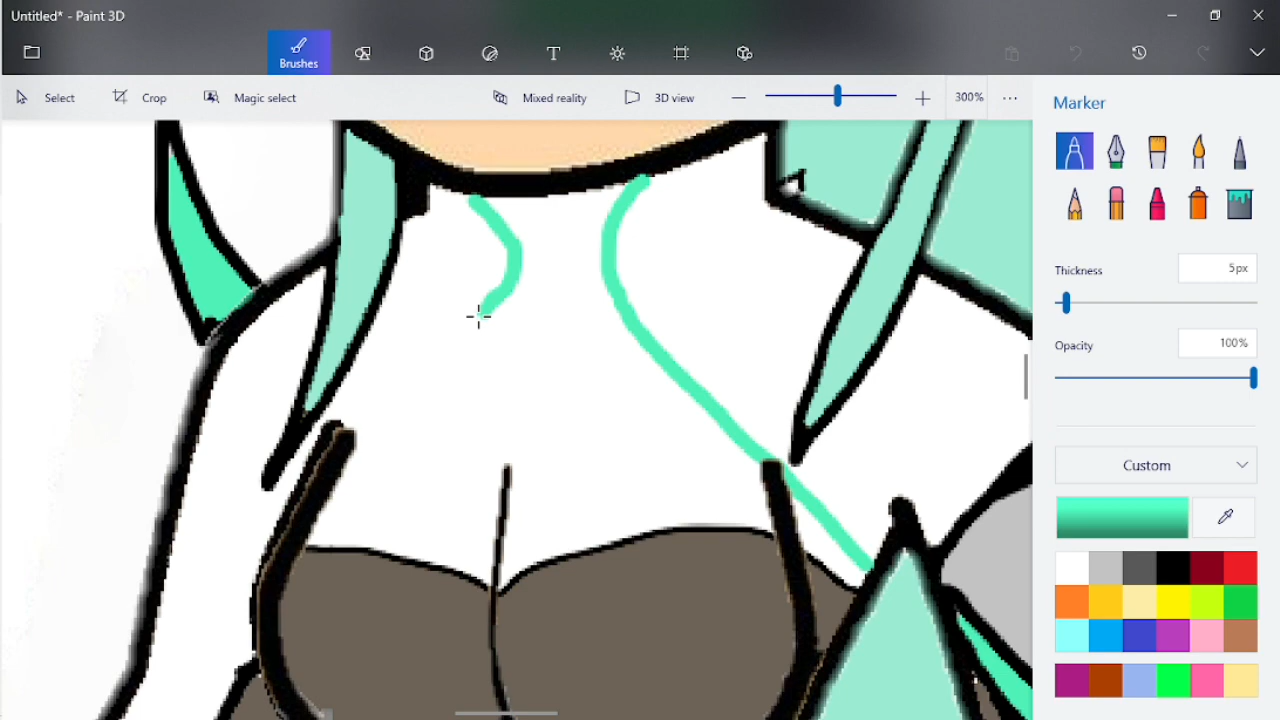 Untitled* - Paint 3D
Brushes
Select
Crop
Magic select
Mixed reality
3D view
300%
Marker
Thickness
5px
Opacity
100%
Custom